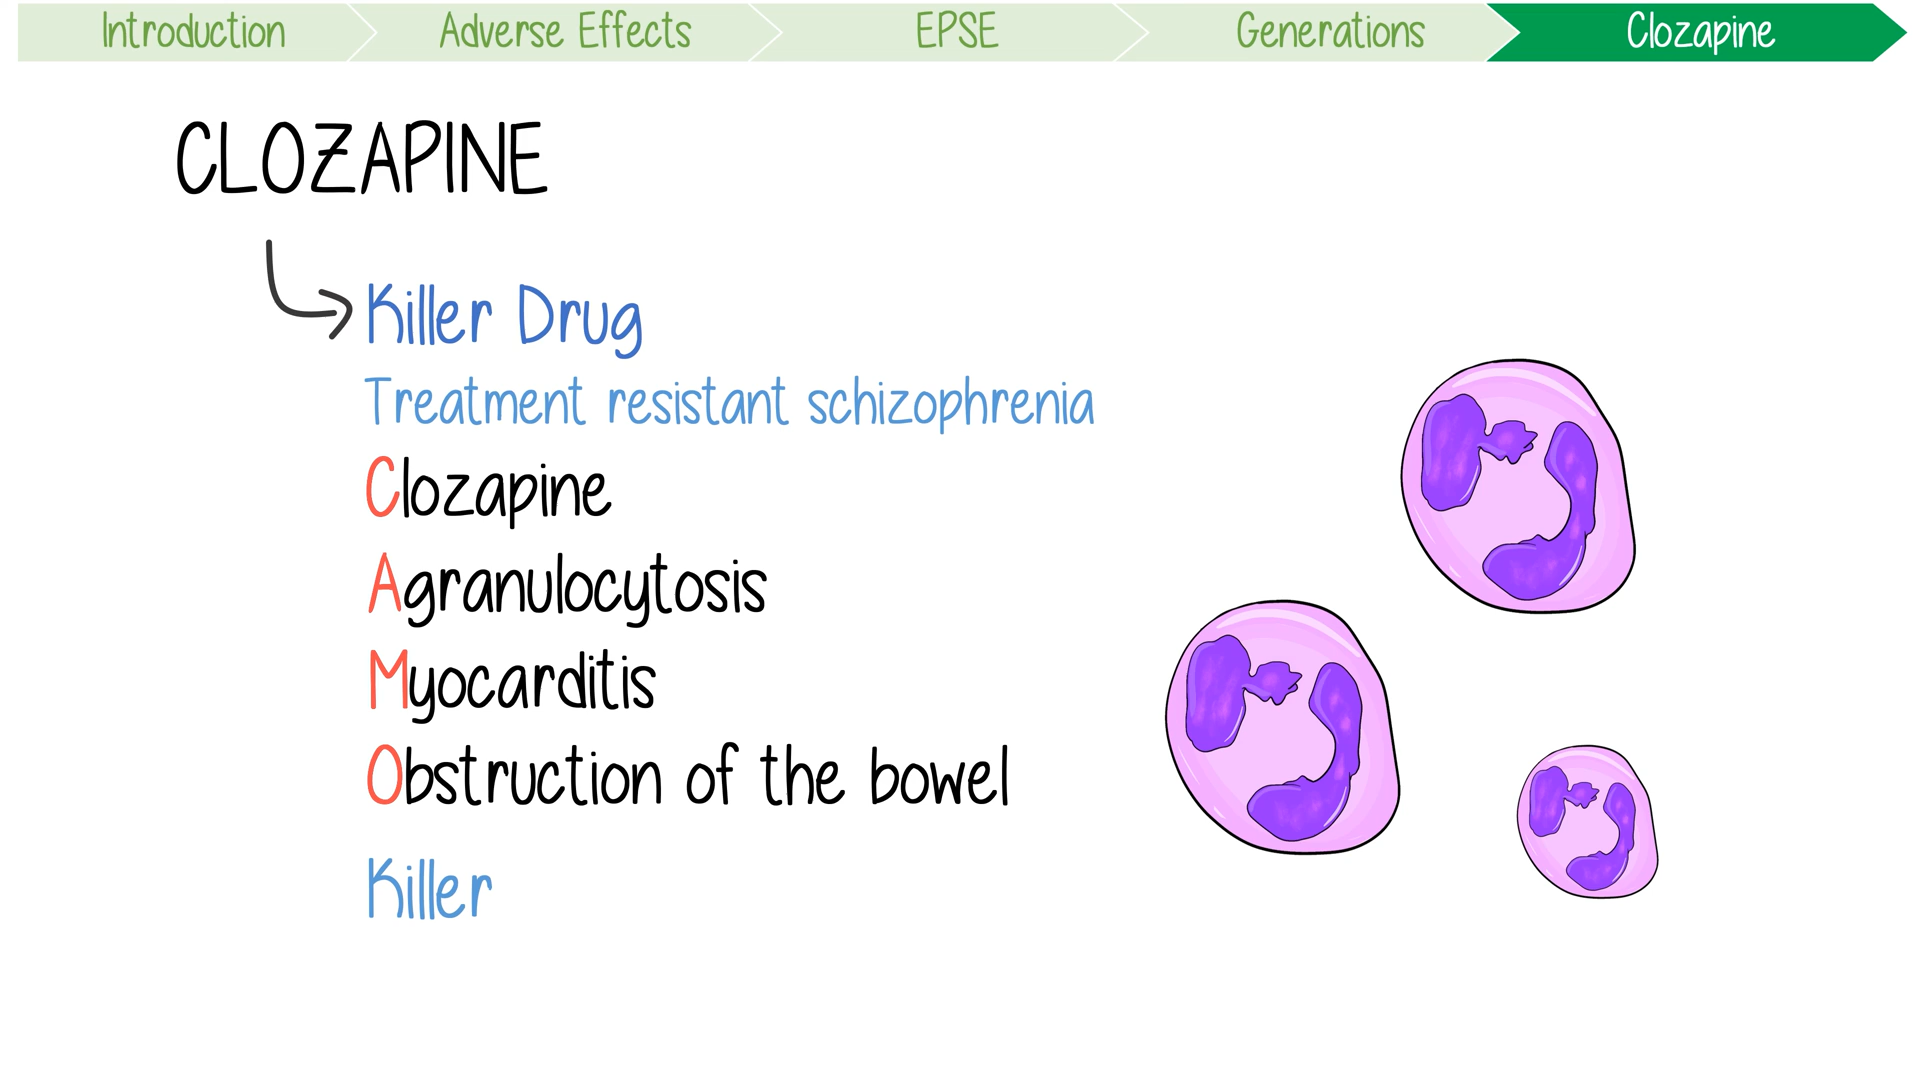 Introduction
Adverse Effects
EPSE
Generations
Clozapine
CLOZAPINE
Killer Drug
Treatment resistant schizophrenia
Clozapine
Agranulocytosis
Myocarditis
Obstruction of the bowel
Killer